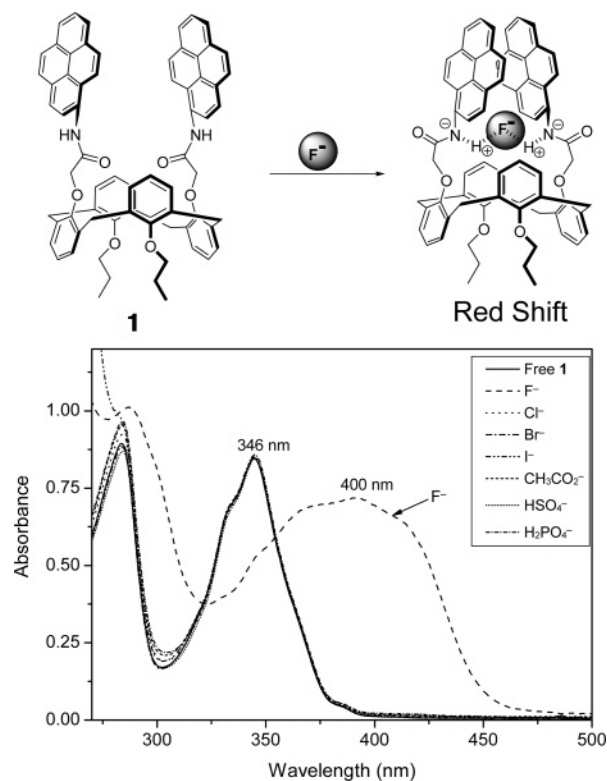 HN
O
O
NH
O
O
O
O
1
F⁻
O
N
⊖
H
⊕
F⁻
H
⊕
N
⊖
O
O
O
O
O
Red Shift
Absorbance
1.00
0.75
0.50
0.25
0.00
346 nm
400 nm
F⁻
Free 1
F⁻
Cl⁻
Br⁻
I⁻
CH₃CO₂⁻
HSO₄⁻
H₂PO₄⁻
300
350
400
450
500
Wavelength (nm)